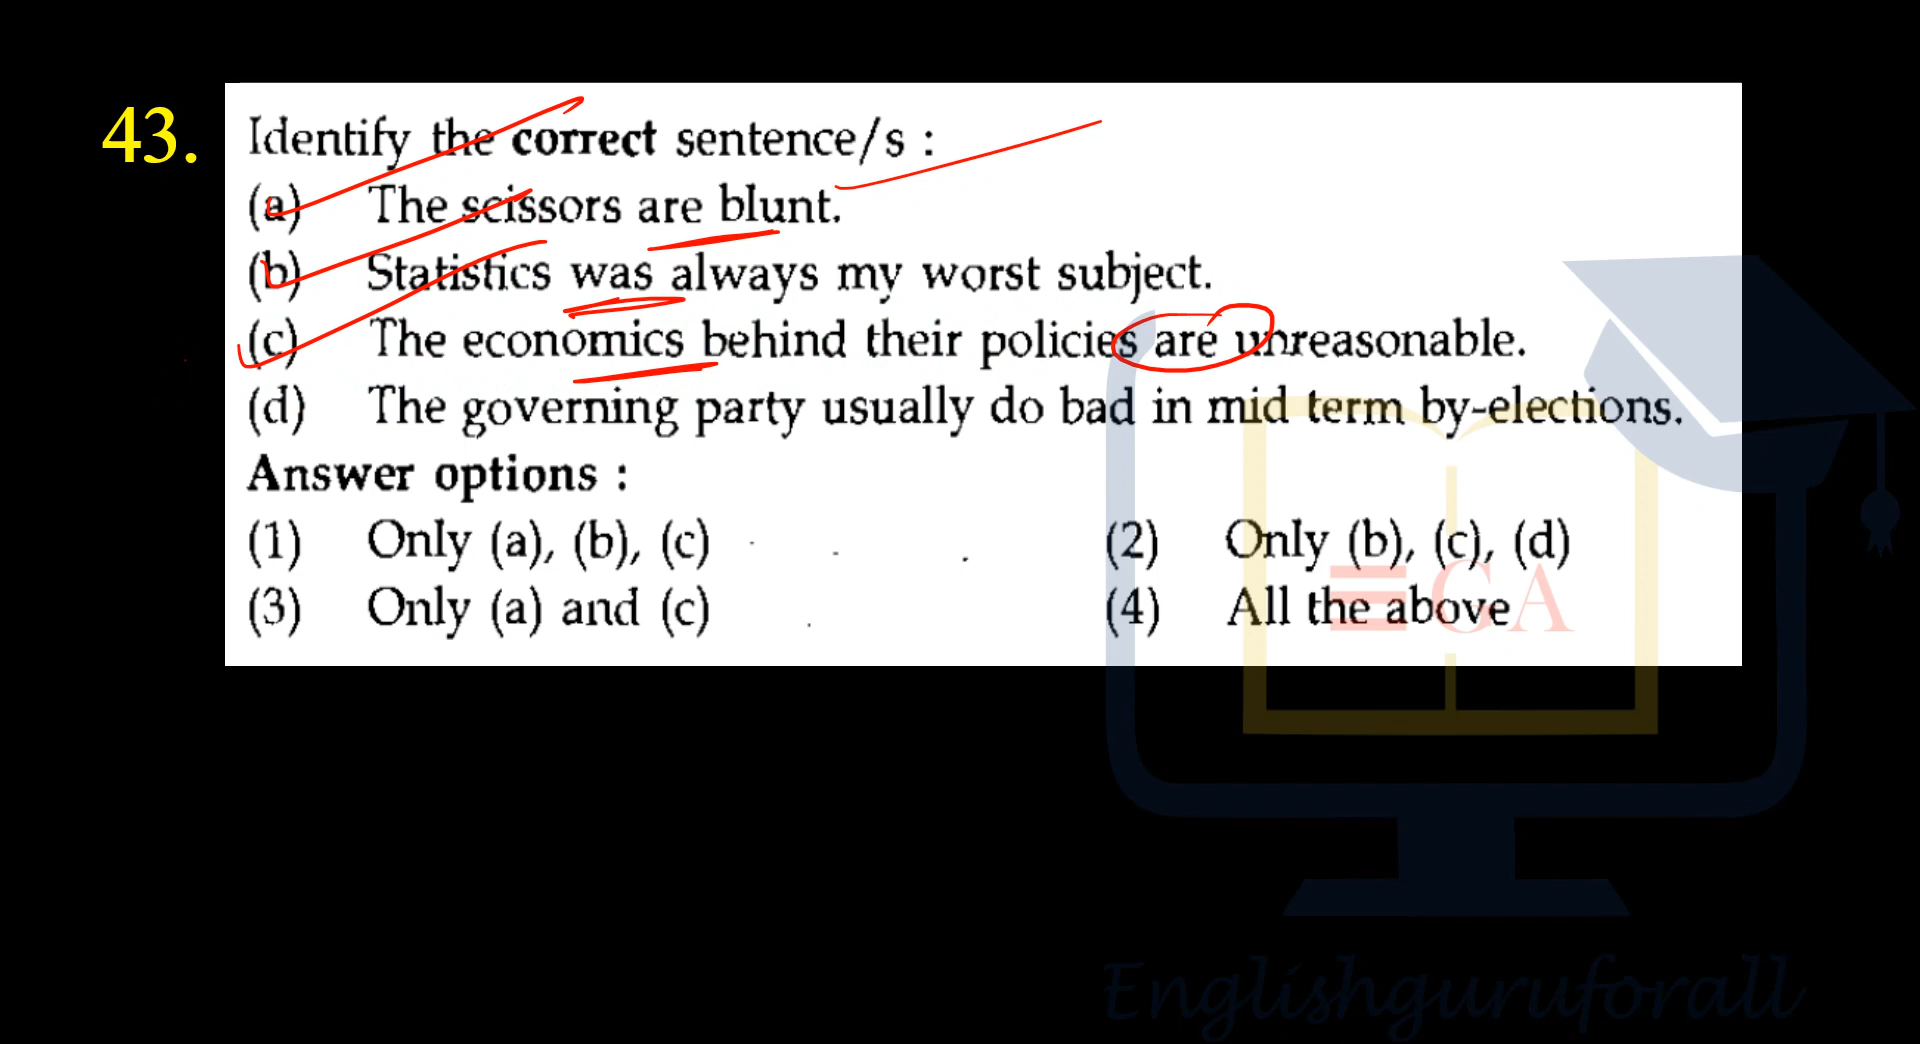 43. Identify the correct sentence/s :
(a) The scissors are blunt.
(b) Statistics was always my worst subject.
(c) The economics behind their policies are unreasonable.
(d) The governing party usually do bad in mid term by-elections.
Answer options :
(1) Only (a), (b), (c) (2) Only (b), (c), (d)
(3) Only (a) and (c) (4) All the above
GA
Englishguruforall